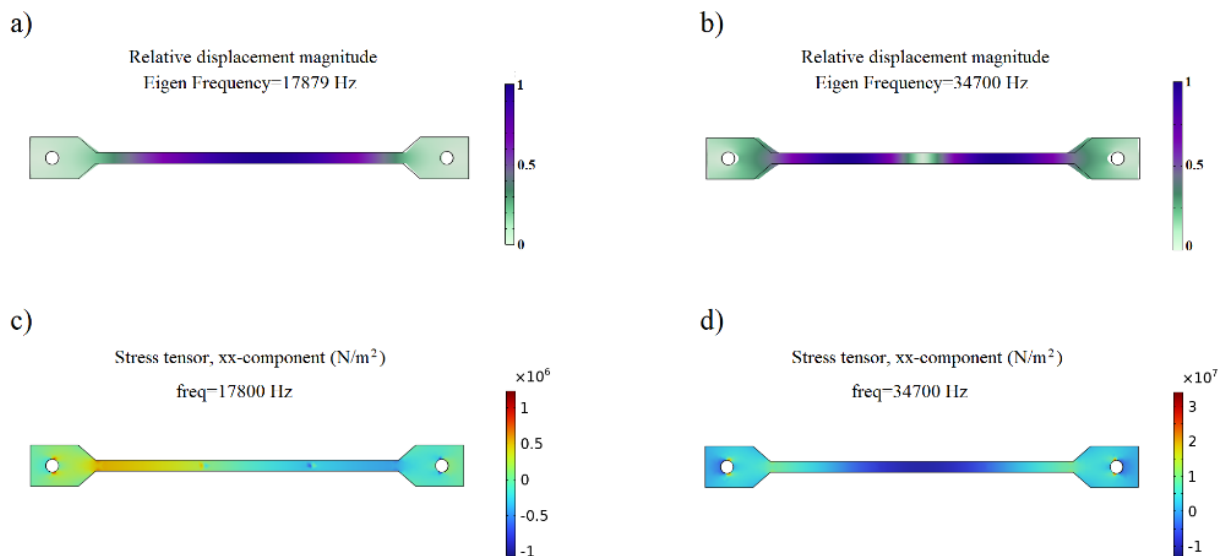 a)
Relative displacement magnitude
Eigen Frequency=17879 Hz
1
0.5
0
b)
Relative displacement magnitude
Eigen Frequency=34700 Hz
1
0.5
0
c)
Stress tensor, xx-component (N/m²)
freq=17800 Hz
×10⁶
1
0.5
0
-0.5
-1
d)
Stress tensor, xx-component (N/m²)
freq=34700 Hz
×10⁷
3
2
1
0
-1